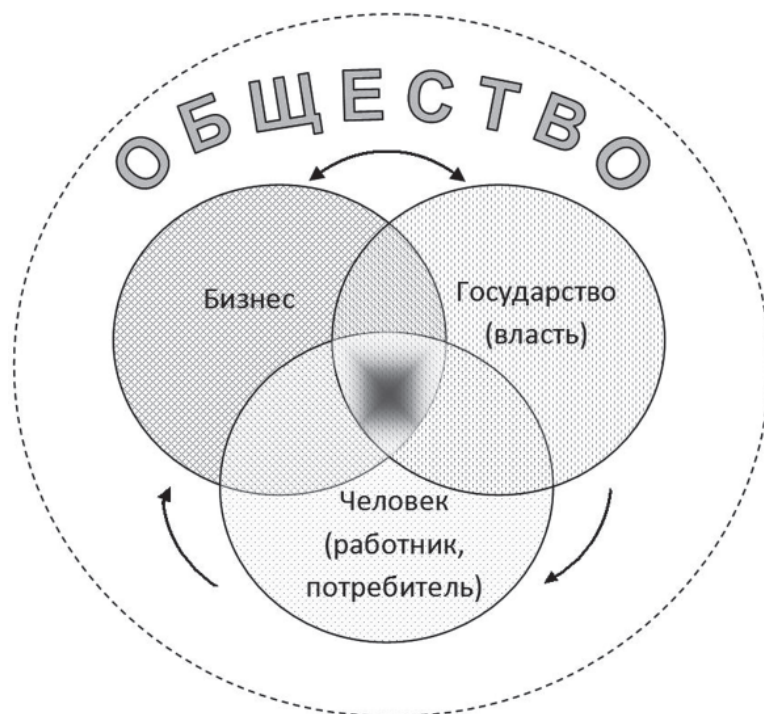 ОБЩЕСТВО
Бизнес
Государство
(власть)
Человек
(работник,
потребитель)